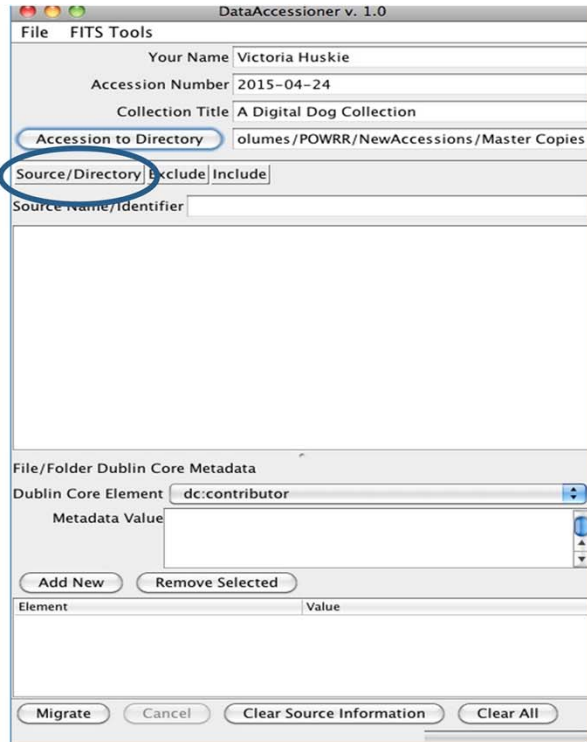 DataAccessioner v. 1.0
File FITS Tools
Your Name Victoria Huskie
Accession Number 2015-04-24
Collection Title A Digital Dog Collection
Accession to Directory olumes/POWRR/NewAccessions/Master Copies
Source/Directory Exclude Include
Source Name/Identifier
File/Folder Dublin Core Metadata
Dublin Core Element dc:contributor
Metadata Value
Add New Remove Selected
Element Value
Migrate Cancel Clear Source Information Clear All